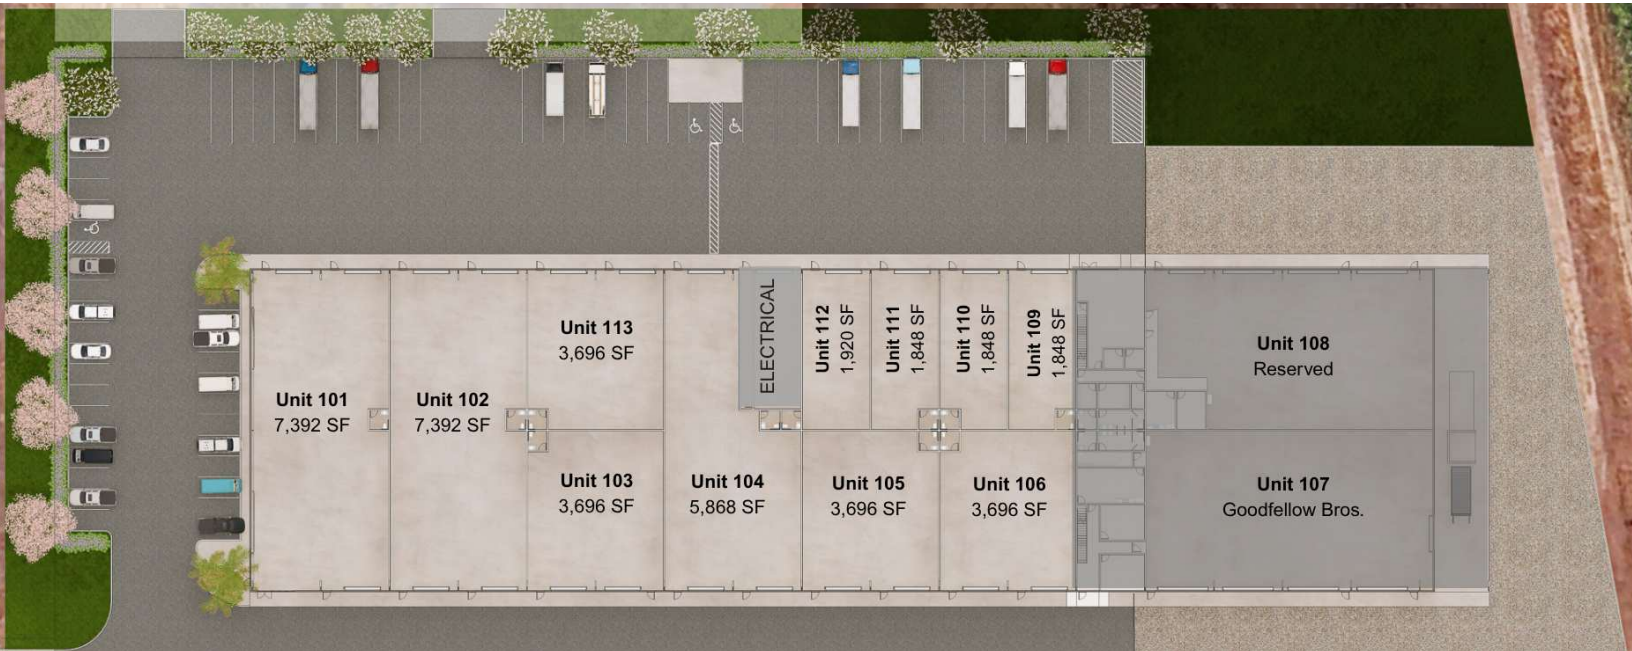 Unit 101
7,392 SF
Unit 102
7,392 SF
Unit 113
3,696 SF
Unit 103
3,696 SF
Unit 104
5,868 SF
ELECTRICAL
Unit 112
1,920 SF
Unit 111
1,848 SF
Unit 110
1,848 SF
Unit 109
1,848 SF
Unit 105
3,696 SF
Unit 106
3,696 SF
Unit 108
Reserved
Unit 107
Goodfellow Bros.